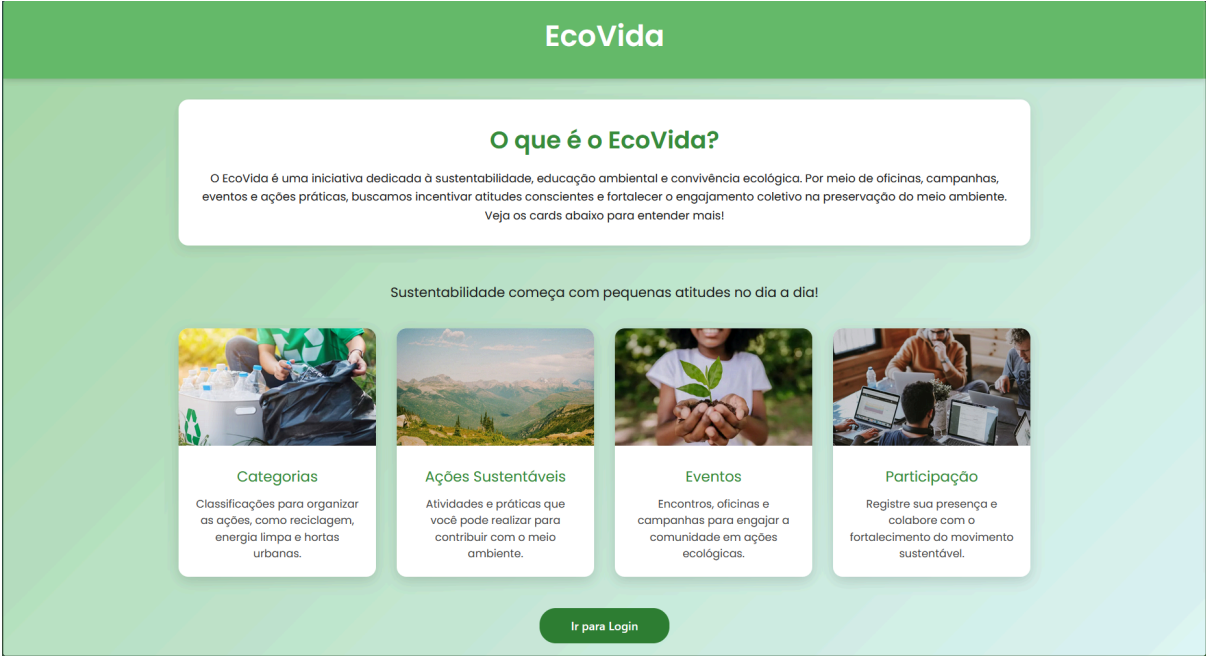 EcoVida
O que é o EcoVida?
O EcoVida é uma iniciativa dedicada à sustentabilidade, educação ambiental e convivência ecológica. Por meio de oficinas, campanhas,
eventos e ações práticas, buscamos incentivar atitudes conscientes e fortalecer o engajamento coletivo na preservação do meio ambiente.
Veja os cards abaixo para entender mais!
Sustentabilidade começa com pequenas atitudes no dia a dia!
Categorias
Classificações para organizar
as ações, como reciclagem,
energia limpa e hortas
urbanas.
Ações Sustentáveis
Atividades e práticas que
você pode realizar para
contribuir com o meio
ambiente.
Eventos
Encontros, oficinas e
campanhas para engajar a
comunidade em ações
ecológicas.
Participação
Registre sua presença e
colabore com o
fortalecimento do movimento
sustentável.
Ir para Login